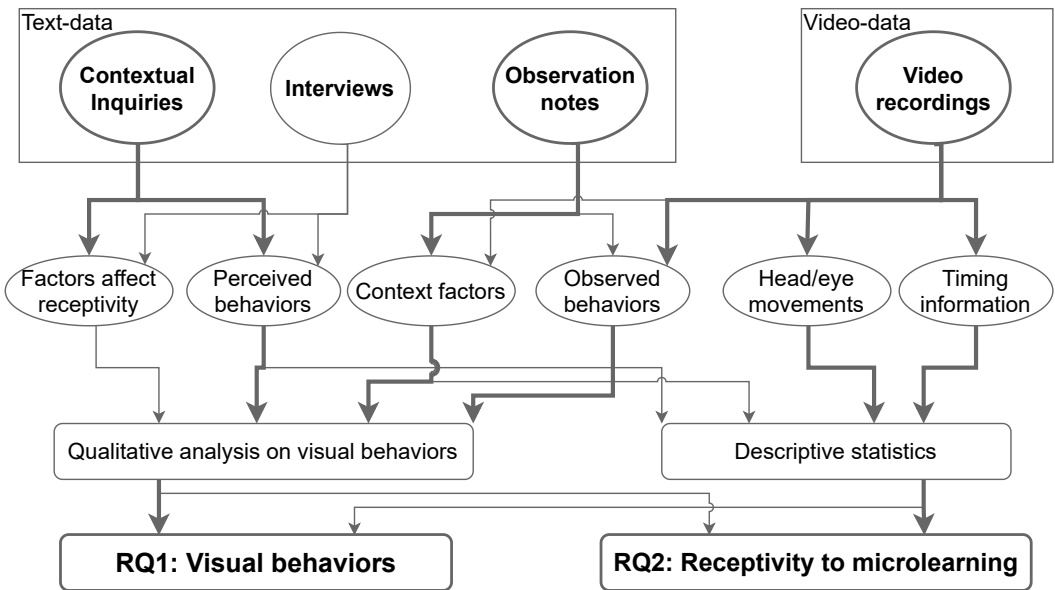 Text-data
Video-data
Contextual
Inquiries
Interviews
Observation
notes
Video
recordings
Factors affect
receptivity
Perceived
behaviors
Context factors
Observed
behaviors
Head/eye
movements
Timing
information
Qualitative analysis on visual behaviors
Descriptive statistics
RQ1: Visual behaviors
RQ2: Receptivity to microlearning